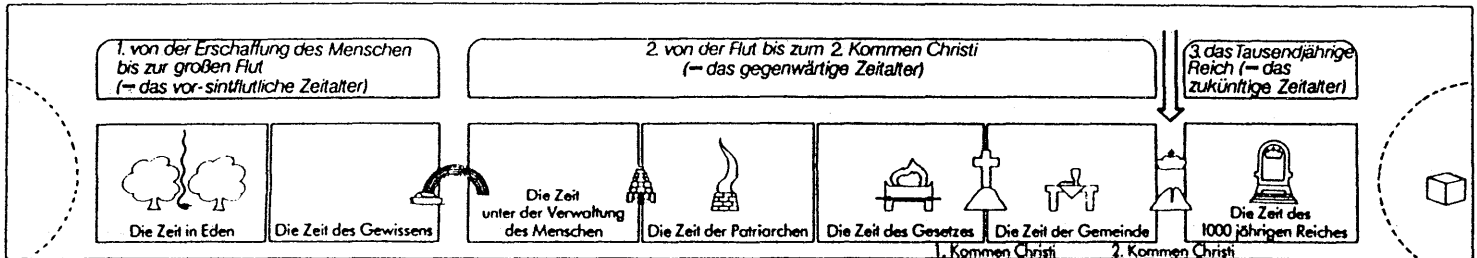 1. von der Erschaffung des Menschen
bis zur großen Flut
(= das vor-sintflutliche Zeitalter)
2. von der Flut bis zum 2. Kommen Christi
(= das gegenwärtige Zeitalter)
3. das Tausendjährige
Reich (= das
zukünftige Zeitalter)
Die Zeit in Eden
Die Zeit des Gewissens
Die Zeit
unter der Verwaltung
des Menschen
Die Zeit der Patriarchen
Die Zeit des Gesetzes
Die Zeit der Gemeinde
Die Zeit des
1000 jährigen Reiches
1. Kommen Christi
2. Kommen Christi